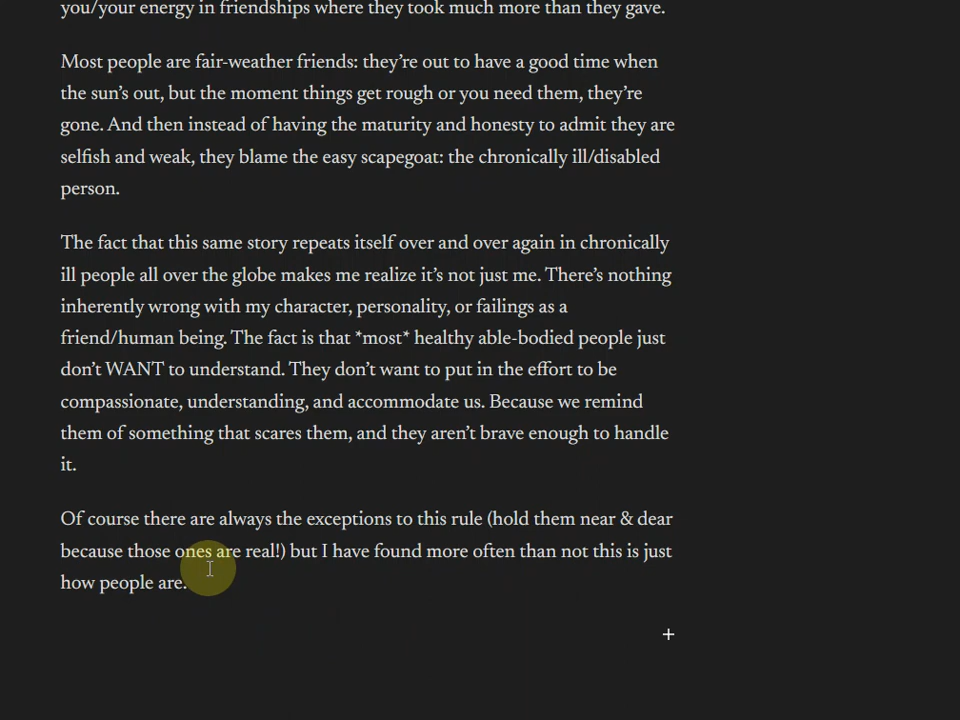 you/your energy in friendships where they took much more than they gave.
Most people are fair-weather friends: they’re out to have a good time when
the sun’s out, but the moment things get rough or you need them, they’re
gone. And then instead of having the maturity and honesty to admit they are
selfish and weak, they blame the easy scapegoat: the chronically ill/disabled
person.
The fact that this same story repeats itself over and over again in chronically
ill people all over the globe makes me realize it’s not just me. There’s nothing
inherently wrong with my character, personality, or failings as a
friend/human being. The fact is that *most* healthy able-bodied people just
don’t WANT to understand. They don’t want to put in the effort to be
compassionate, understanding, and accommodate us. Because we remind
them of something that scares them, and they aren’t brave enough to handle
it.
Of course there are always the exceptions to this rule (hold them near & dear
because those ones are real!) but I have found more often than not this is just
how people are.